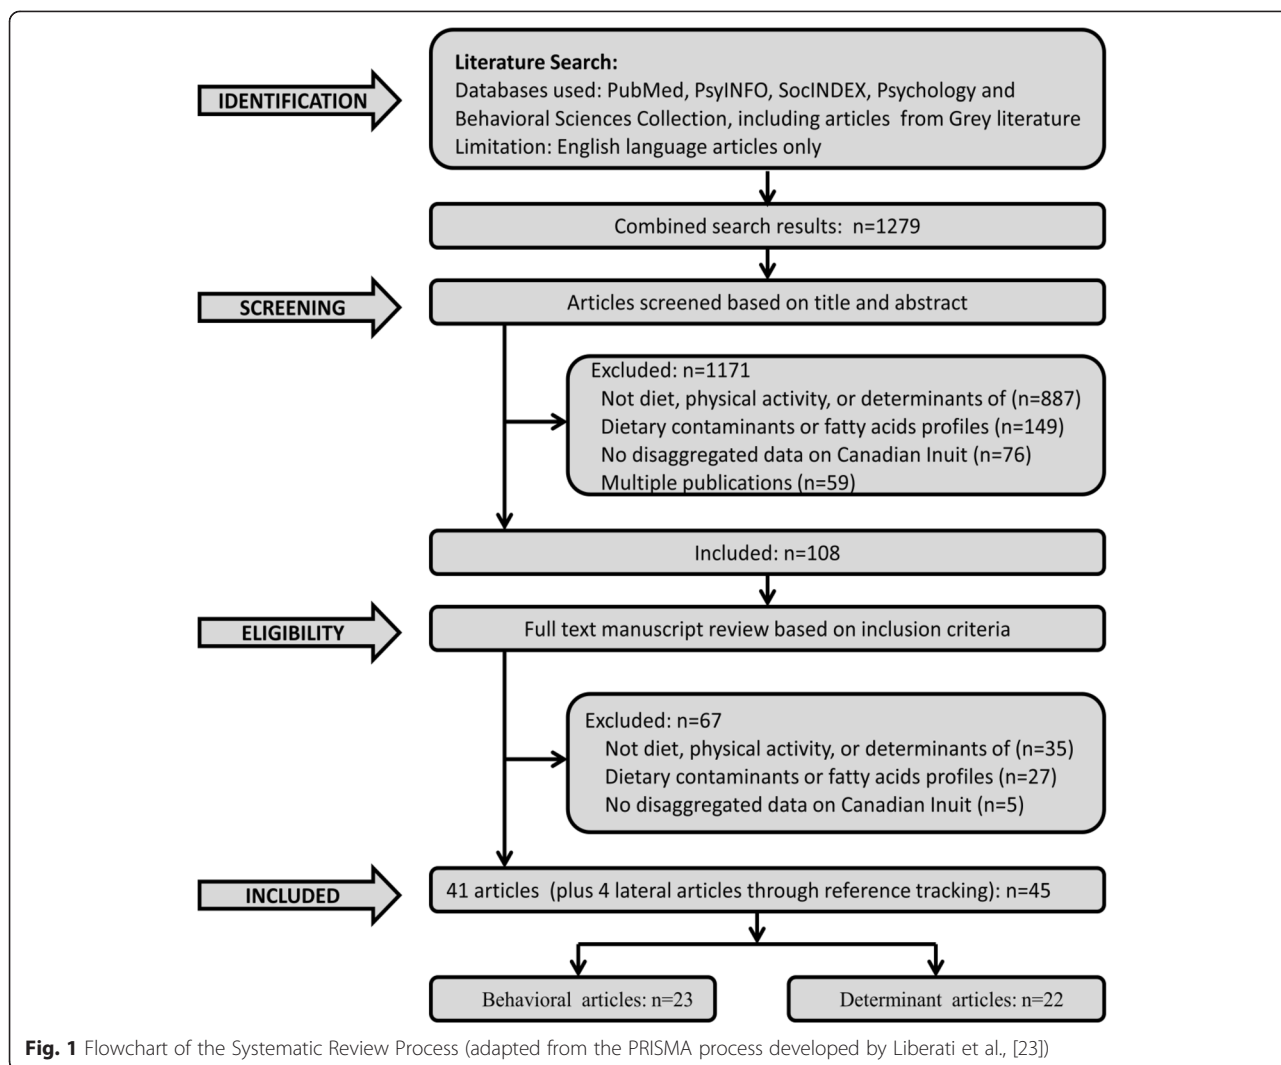 IDENTIFICATION
Literature Search:
Databases used: PubMed, PsyINFO, SocINDEX, Psychology and
Behavioral Sciences Collection, including articles from Grey literature
Limitation: English language articles only
Combined search results: n=1279
SCREENING
Articles screened based on title and abstract
Excluded: n=1171
Not diet, physical activity, or determinants of (n=887)
Dietary contaminants or fatty acids profiles (n=149)
No disaggregated data on Canadian Inuit (n=76)
Multiple publications (n=59)
Included: n=108
ELIGIBILITY
Full text manuscript review based on inclusion criteria
Excluded: n=67
Not diet, physical activity, or determinants of (n=35)
Dietary contaminants or fatty acids profiles (n=27)
No disaggregated data on Canadian Inuit (n=5)
INCLUDED
41 articles (plus 4 lateral articles through reference tracking): n=45
Behavioral articles: n=23
Determinant articles: n=22
Fig. 1 Flowchart of the Systematic Review Process (adapted from the PRISMA process developed by Liberati et al., [23])